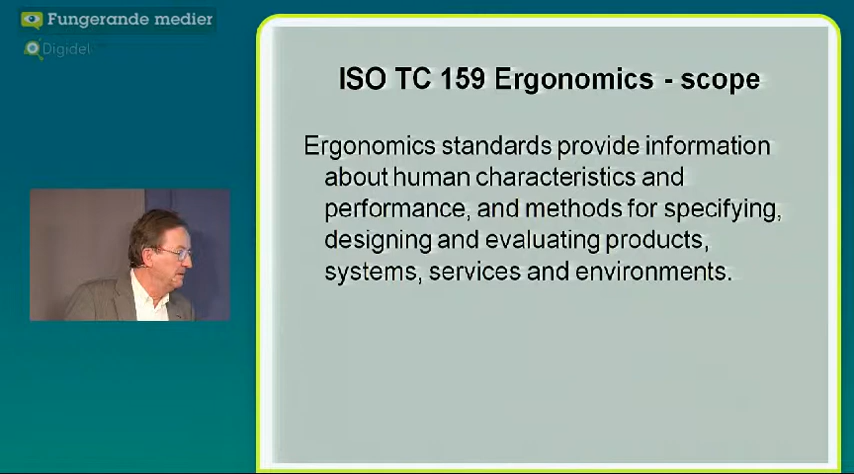 Fungerande medier
Digidel
ISO TC 159 Ergonomics - scope
Ergonomics standards provide information
about human characteristics and
performance, and methods for specifying,
designing and evaluating products,
systems, services and environments.